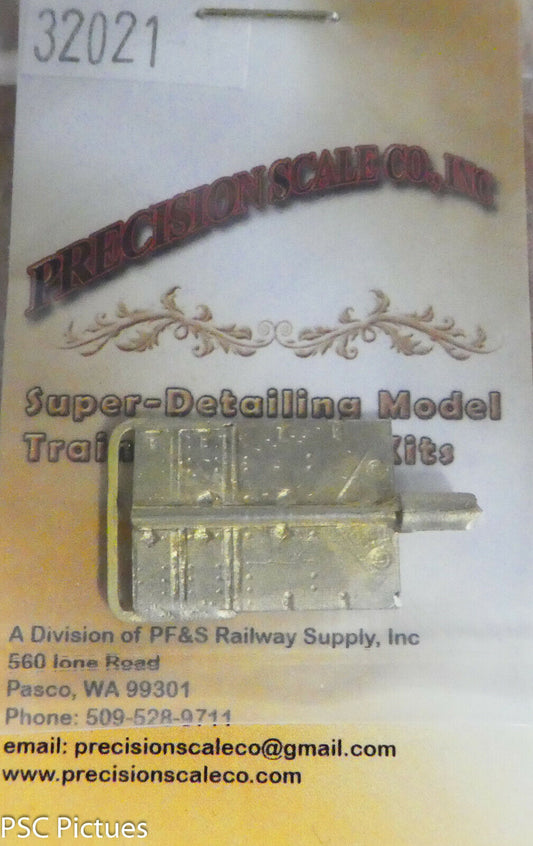 32021
PRECISION SCALE CO., INC
Super-Detailing Model
Train Kits
A Division of PF&S Railway Supply, Inc
560 Ione Road
Pasco, WA 99301
Phone: 509-528-9711
email: precisionscaleco@gmail.com
www.precisionscaleco.com
PSC Pictues